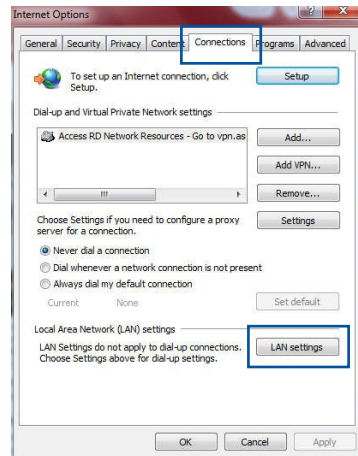 Internet Options
General Security Privacy Content Connections Programs Advanced
To set up an Internet connection, click
Setup.
Setup
Dial-up and Virtual Private Network settings
Access RD Network Resources - Go to vpn.as
Add...
Add VPN...
Remove...
Choose Settings if you need to configure a proxy
server for a connection.
Settings
Never dial a connection
Dial whenever a network connection is not present
Always dial my default connection
Current None
Set default
Local Area Network (LAN) settings
LAN Settings do not apply to dial-up connections.
Choose Settings above for dial-up settings.
LAN settings
OK Cancel Apply